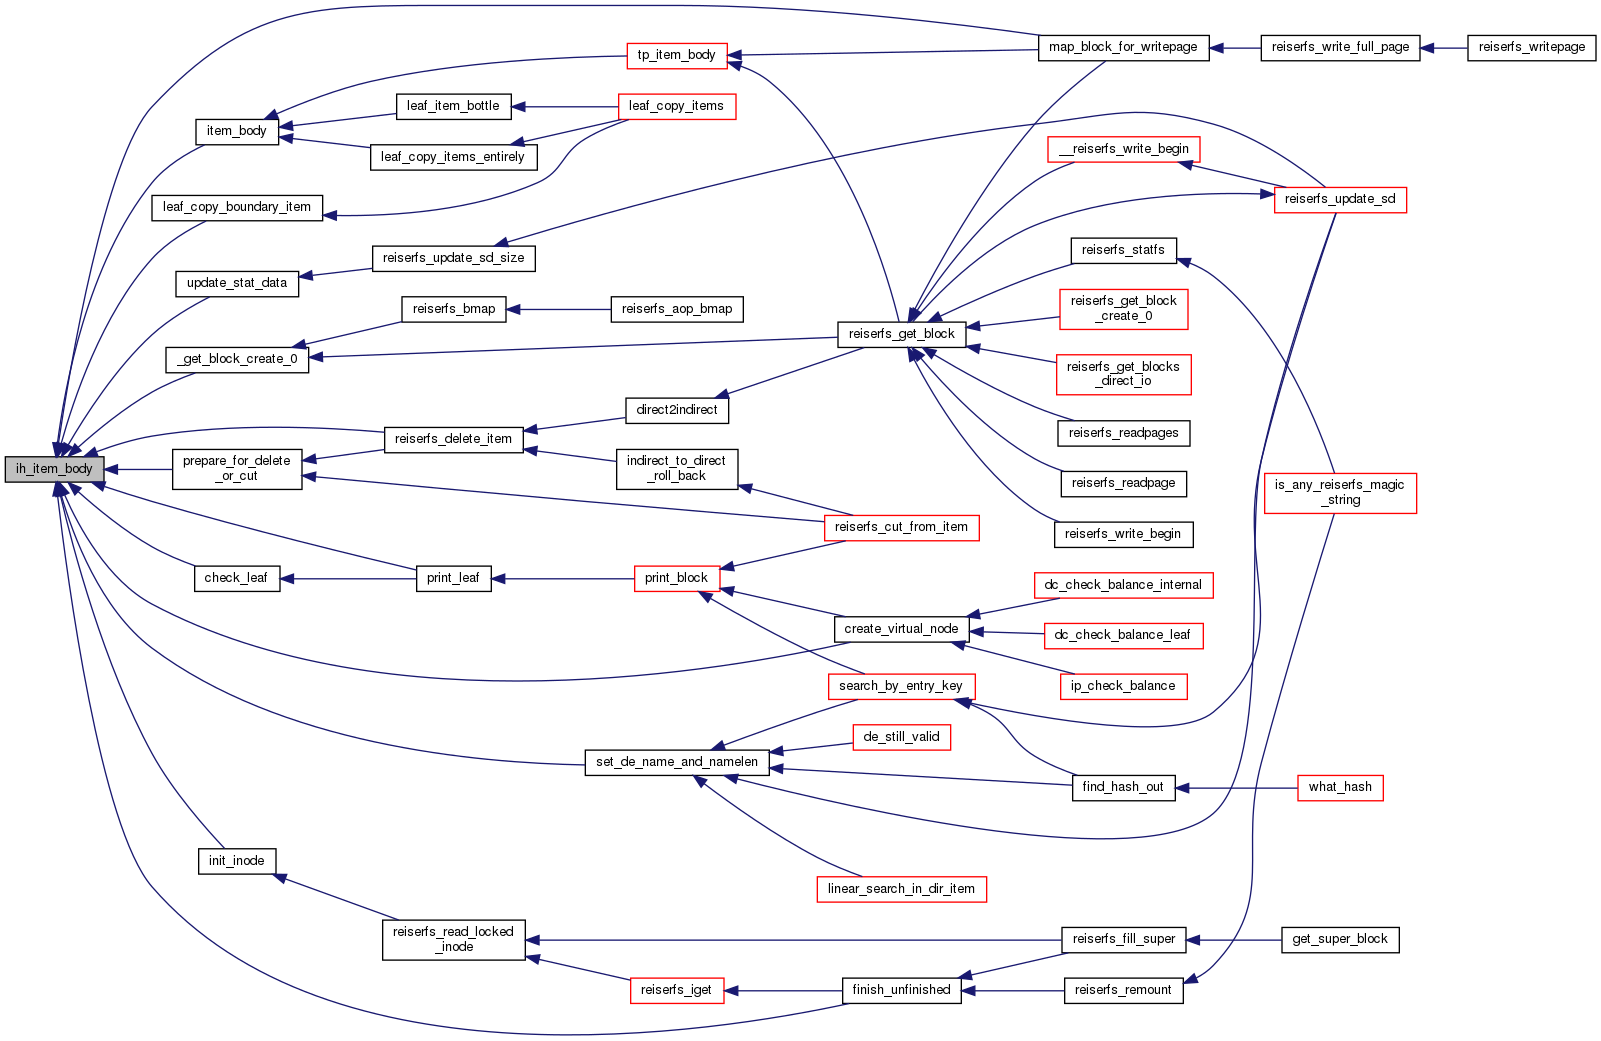 map_block_for_writepage
reiserfs_write_full_page
reiserfs_writepage
tp_item_body
leaf_item_bottle
leaf_copy_items
item_body
leaf_copy_items_entirely
__reiserfs_write_begin
leaf_copy_boundary_item
reiserfs_update_sd
reiserfs_update_sd_size
reiserfs_statfs
update_stat_data
reiserfs_bmap
reiserfs_aop_bmap
reiserfs_get_block
_create_0
reiserfs_get_block
_get_block_create_0
reiserfs_get_blocks
_direct_io
direct2indirect
reiserfs_readpages
reiserfs_delete_item
ih_item_body
prepare_for_delete
_or_cut
indirect_to_direct
_roll_back
reiserfs_readpage
is_any_reiserfs_magic
_string
reiserfs_cut_from_item
reiserfs_write_begin
check_leaf
print_leaf
print_block
dc_check_balance_internal
create_virtual_node
dc_check_balance_leaf
search_by_entry_key
ip_check_balance
de_still_valid
set_de_name_and_namelen
find_hash_out
what_hash
init_inode
linear_search_in_dir_item
reiserfs_read_locked
_inode
reiserfs_fill_super
get_super_block
reiserfs_iget
finish_unfinished
reiserfs_remount